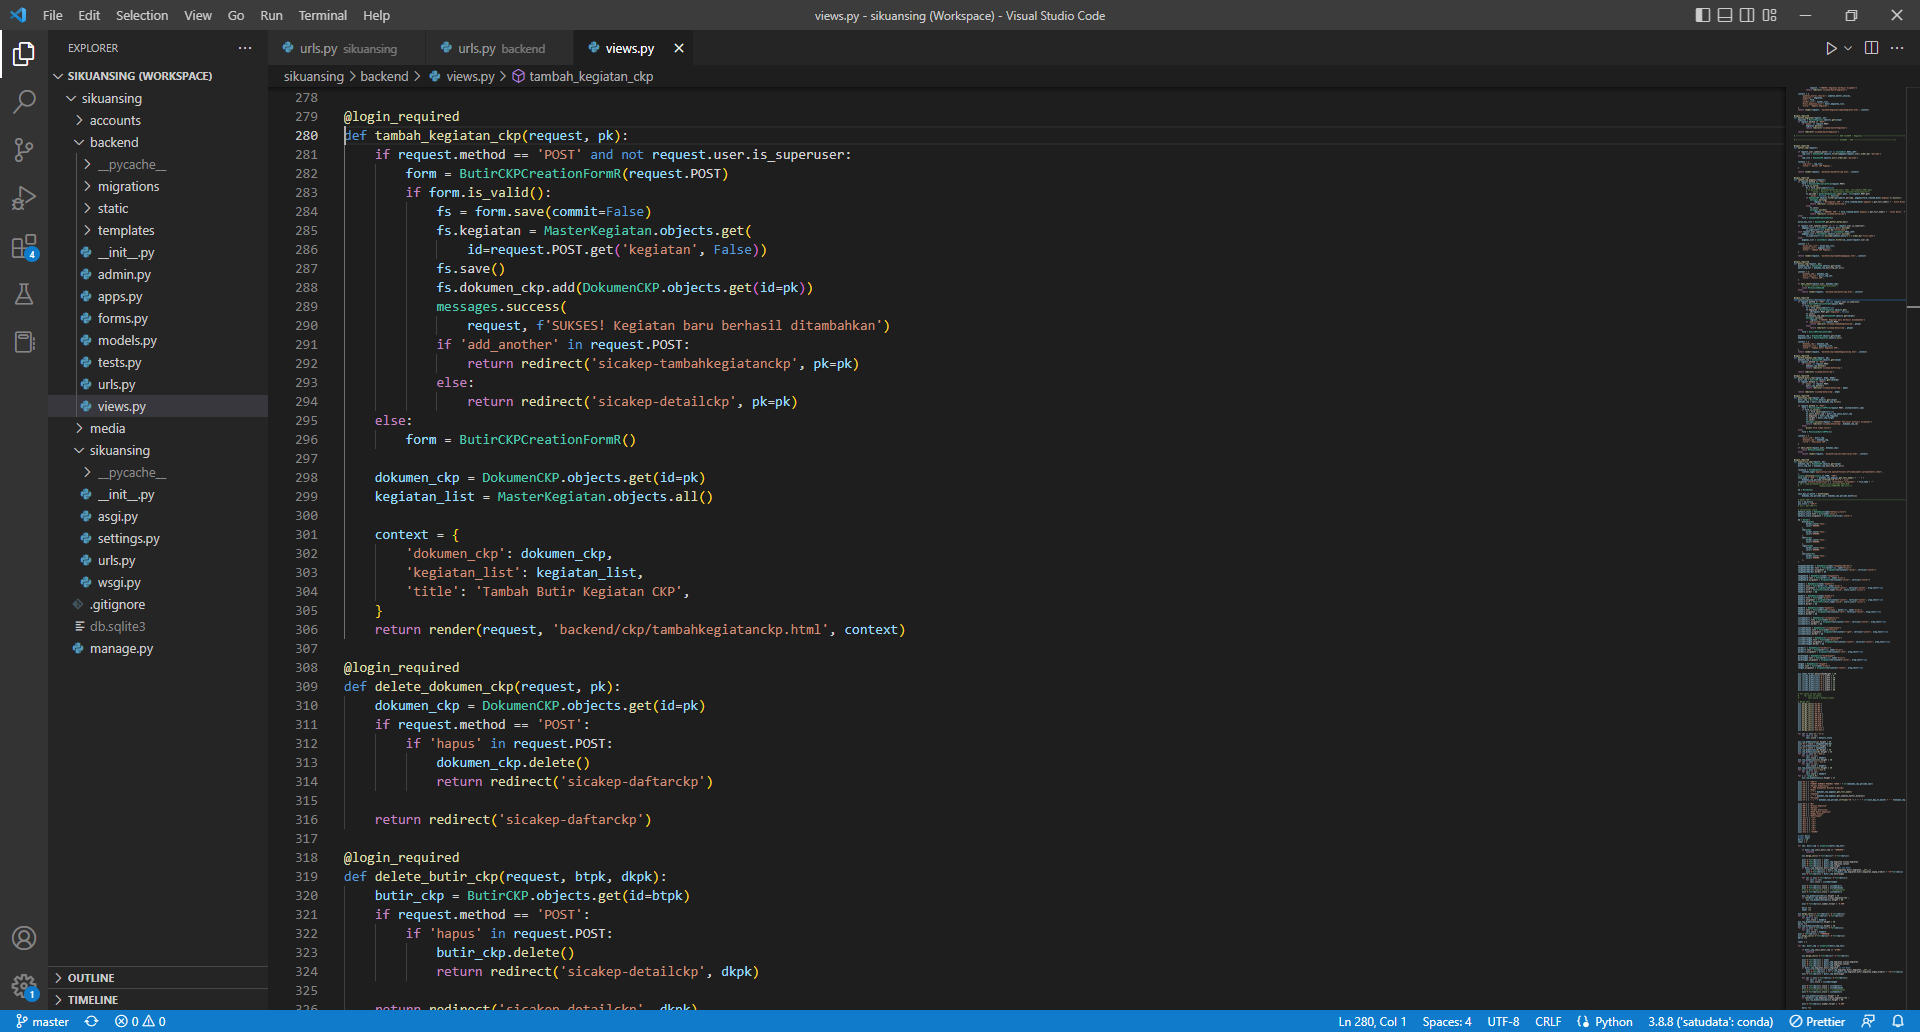 File Edit Selection View Go Run Terminal Help
views.py - sikuansing (Workspace) - Visual Studio Code
EXPLORER
SIKUANSING (WORKSPACE)
sikuansing
accounts
backend
__pycache__
migrations
static
templates
__init__.py
admin.py
apps.py
forms.py
models.py
tests.py
urls.py
views.py
media
sikuansing
__pycache__
__init__.py
asgi.py
settings.py
urls.py
wsgi.py
.gitignore
db.sqlite3
manage.py
OUTLINE
TIMELINE
4
1
urls.py sikuansing
urls.py backend
views.py
sikuansing > backend > views.py > tambah_kegiatan_ckp
278
279 @login_required
280 def tambah_kegiatan_ckp(request, pk):
281 if request.method == 'POST' and not request.user.is_superuser:
282 form = ButirCKPCreationFormR(request.POST)
283 if form.is_valid():
284 fs = form.save(commit=False)
285 fs.kegiatan = MasterKegiatan.objects.get(
286 id=request.POST.get('kegiatan', False))
287 fs.save()
288 fs.dokumen_ckp.add(DokumenCKP.objects.get(id=pk))
289 messages.success(
290 request, f'SUKSES! Kegiatan baru berhasil ditambahkan')
291 if 'add_another' in request.POST:
292 return redirect('sicakep-tambahkegiatanckp', pk=pk)
293 else:
294 return redirect('sicakep-detailckp', pk=pk)
295 else:
296 form = ButirCKPCreationFormR()
297
298 dokumen_ckp = DokumenCKP.objects.get(id=pk)
299 kegiatan_list = MasterKegiatan.objects.all()
300
301 context = {
302 'dokumen_ckp': dokumen_ckp,
303 'kegiatan_list': kegiatan_list,
304 'title': 'Tambah Butir Kegiatan CKP',
305 }
306 return render(request, 'backend/ckp/tambahkegiatanckp.html', context)
307
308 @login_required
309 def delete_dokumen_ckp(request, pk):
310 dokumen_ckp = DokumenCKP.objects.get(id=pk)
311 if request.method == 'POST':
312 if 'hapus' in request.POST:
313 dokumen_ckp.delete()
314 return redirect('sicakep-daftarckp')
315
316 return redirect('sicakep-daftarckp')
317
318 @login_required
319 def delete_butir_ckp(request, btpk, dkpk):
320 butir_ckp = ButirCKP.objects.get(id=btpk)
321 if request.method == 'POST':
322 if 'hapus' in request.POST:
323 butir_ckp.delete()
324 return redirect('sicakep-detailckp', dkpk)
325
326 return redirect('sicakep-detailckp', dkpk)
master 0 0 Ln 280, Col 1 Spaces: 4 UTF-8 CRLF Python 3.8.8 ('satudata': conda) Prettier